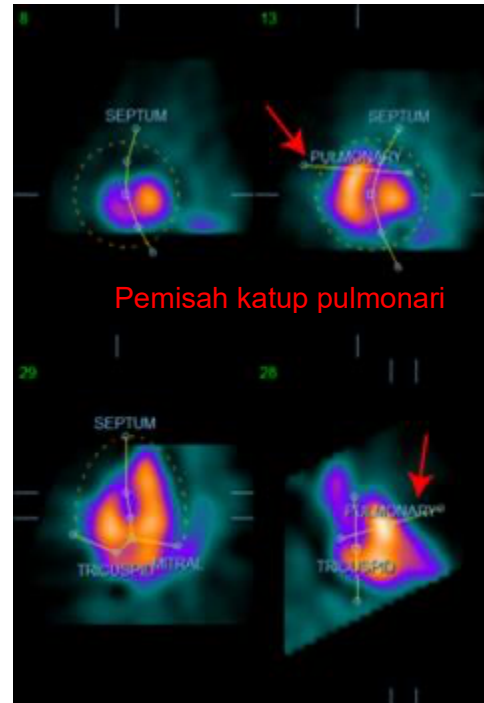 8
13
SEPTUM
SEPTUM
PULMONARY
Pemisah katup pulmonari
29
28
SEPTUM
PULMONARY
TRICUSPID
MITRAL
TRICUSPID